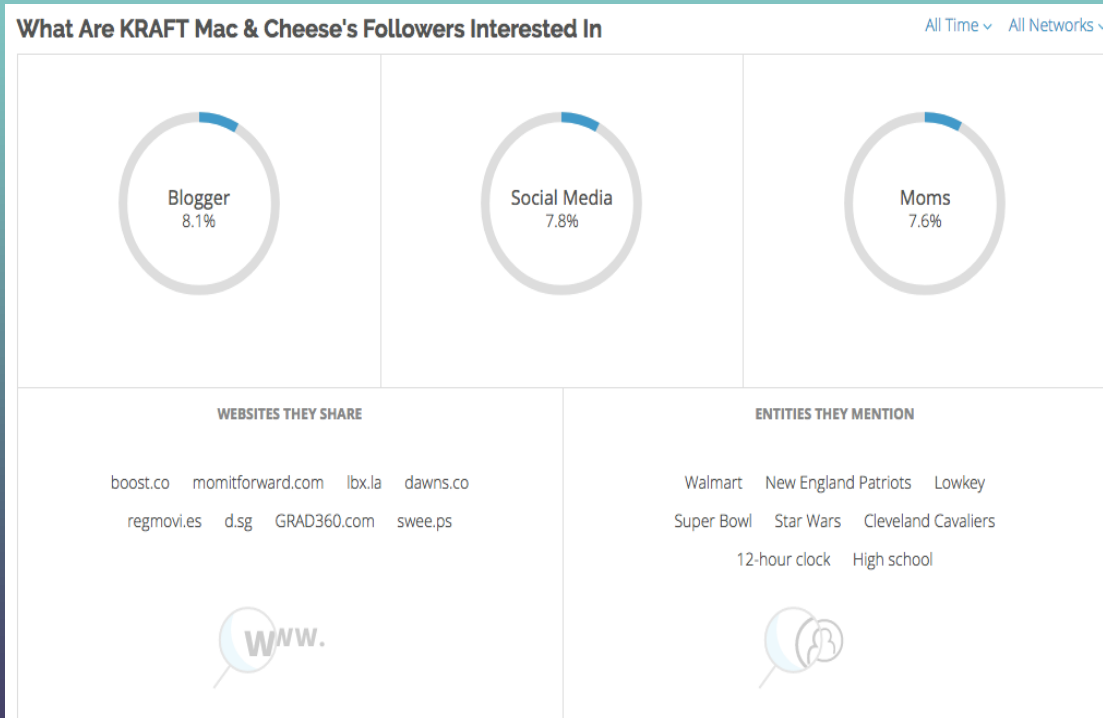 What Are KRAFT Mac & Cheese's Followers Interested In
All Time All Networks
Blogger
8.1%
Social Media
7.8%
Moms
7.6%
WEBSITES THEY SHARE
boost.co momitforward.com lbx.la dawns.co
regmovi.es d.sg GRAD360.com swee.ps
www.
ENTITIES THEY MENTION
Walmart New England Patriots Lowkey
Super Bowl Star Wars Cleveland Cavaliers
12-hour clock High school